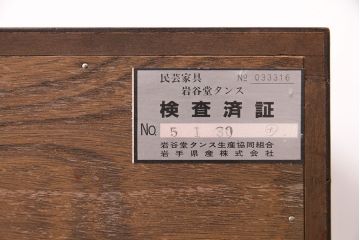 民芸家具 № 033316
岩谷堂タンス
検査済証
No. 5 1 39
岩谷堂タンス生産協同組合
岩手県産株式会社